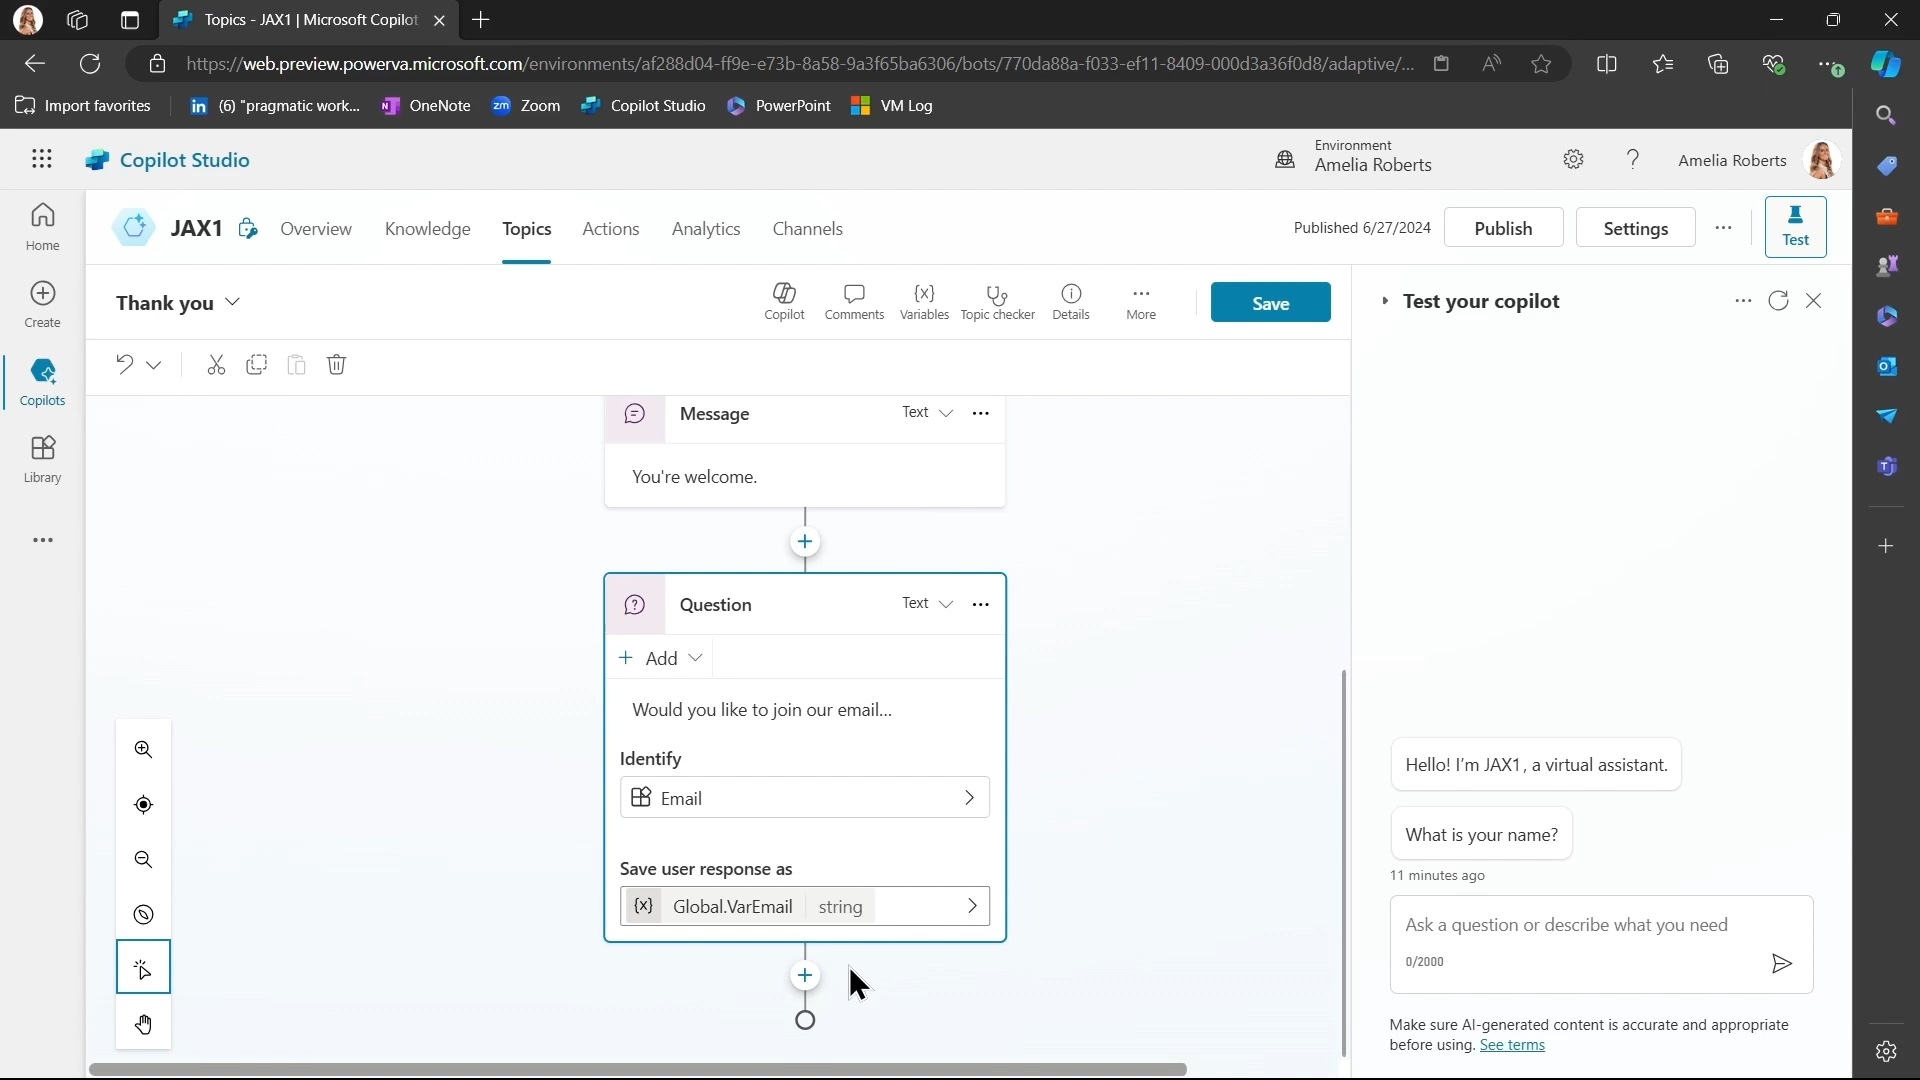 Topics - JAX1 | Microsoft Copilot
https://web.preview.powerva.microsoft.com/environments/af288d04-ff9e-e73b-8a58-9a3f65ba6306/bots/770da88a-f033-ef11-8409-000d3a36f0d8/adaptive/...
Import favorites
in (6) "pragmatic work...
N OneNote
zm Zoom
Copilot Studio
PowerPoint
VM Log
Copilot Studio
Environment
Amelia Roberts
?
Amelia Roberts
JAX1
Overview
Knowledge
Topics
Actions
Analytics
Channels
Published 6/27/2024
Publish
Settings
...
Test
Home
Create
Copilots
Library
...
Thank you
Copilot
Comments
{x} Variables
Topic checker
Details
... More
Save
Message
Text
...
You're welcome.
Question
Text
...
+ Add
Would you like to join our email...
Identify
Email
Save user response as
{x} Global.VarEmail string
Test your copilot
...
Hello! I'm JAX1, a virtual assistant.
What is your name?
11 minutes ago
Ask a question or describe what you need
0/2000
Make sure AI-generated content is accurate and appropriate
before using. See terms